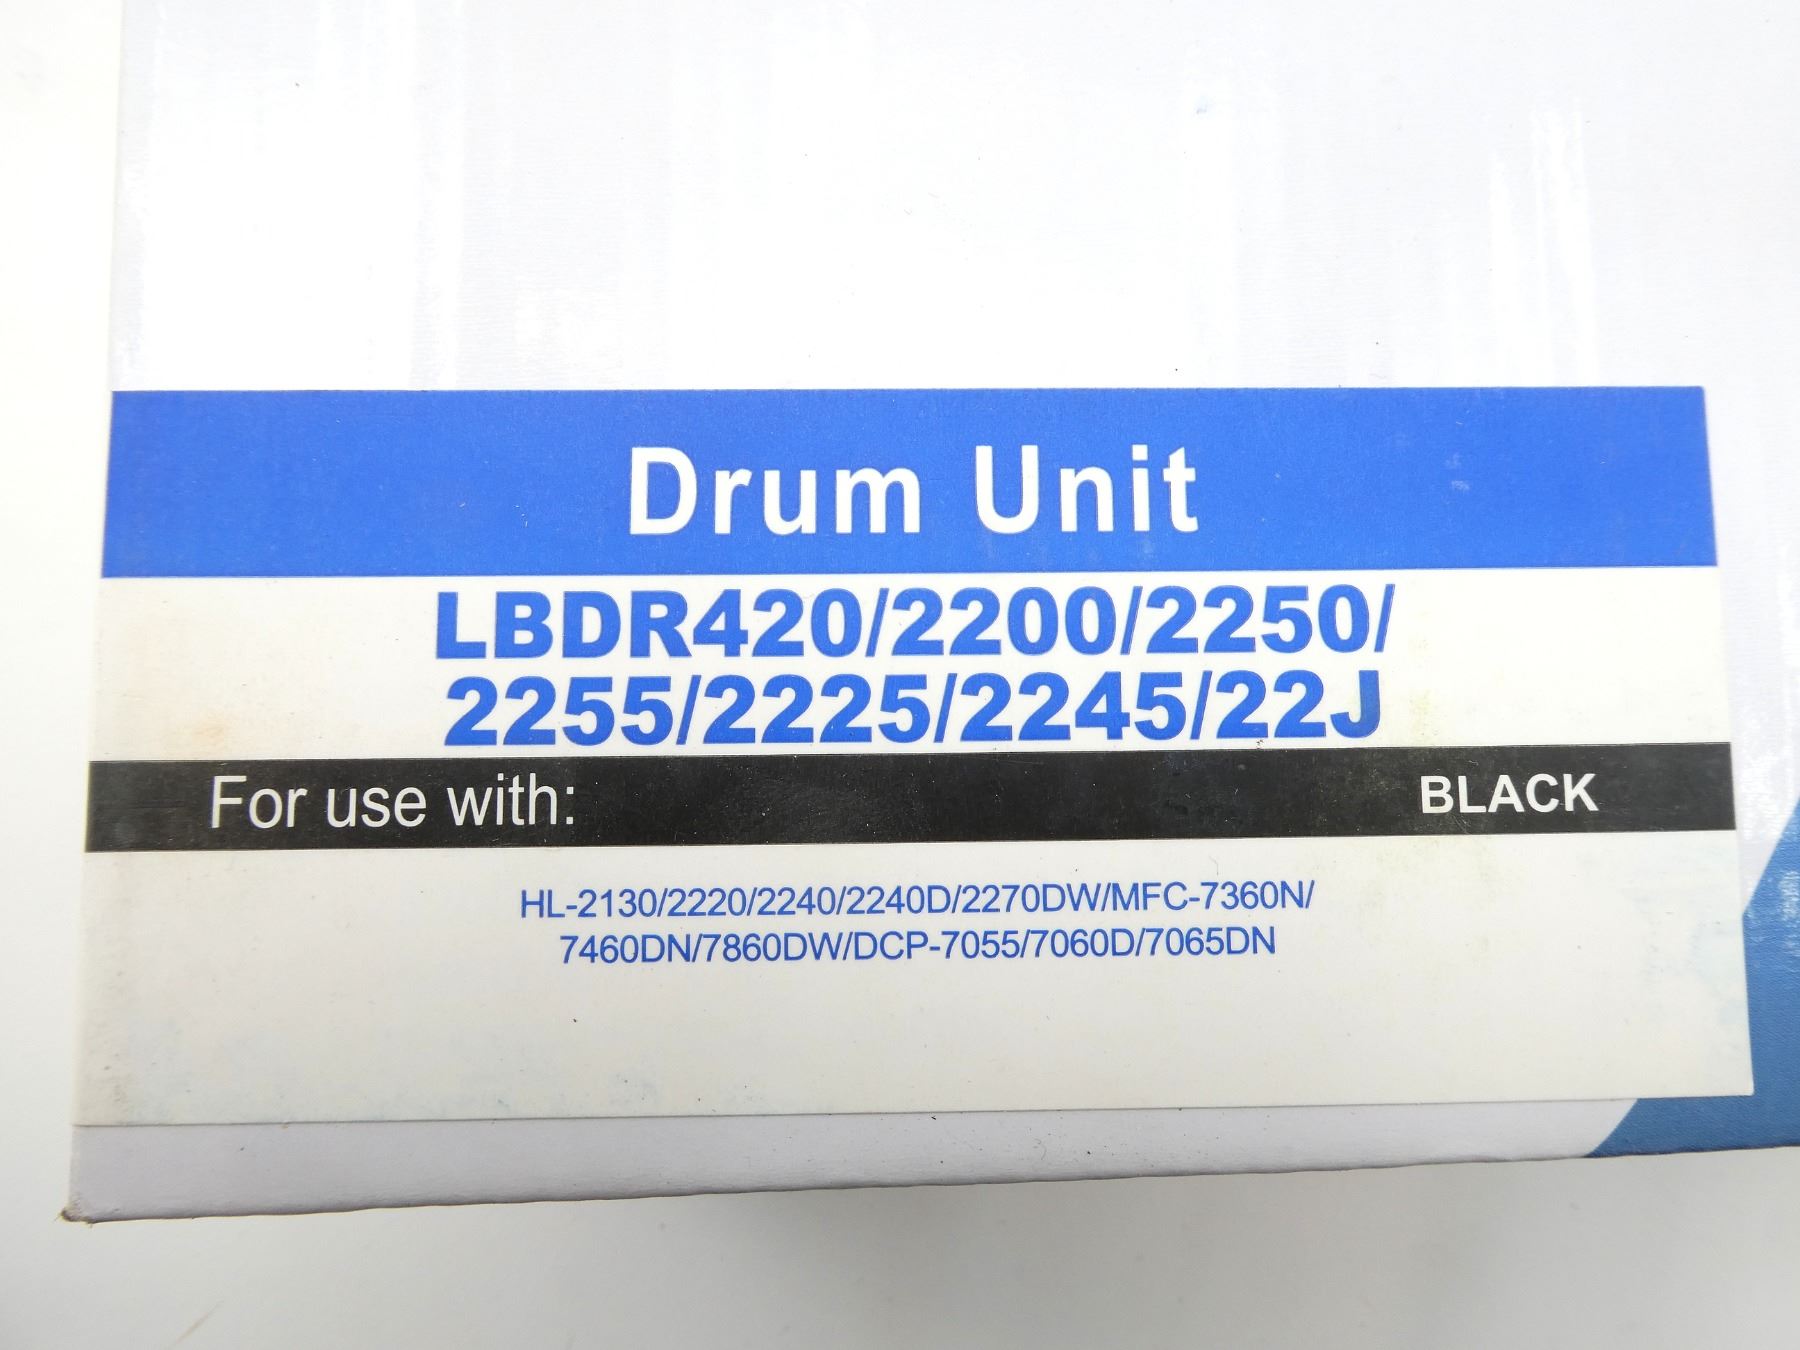 Drum Unit
LBDR420/2200/2250/
2255/2225/2245/22J
For use with: BLACK
HL-2130/2220/2240/2240D/2270DW/MFC-7360N/
7460DN/7860DW/DCP-7055/7060D/7065DN